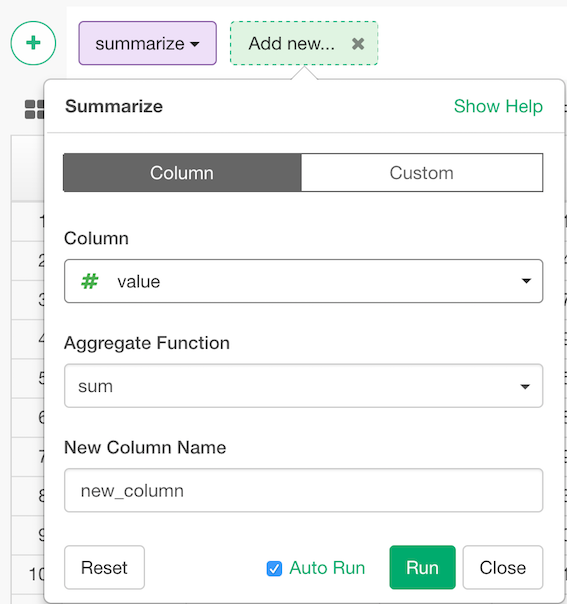 +
summarize
Add new... ×
Summarize Show Help
Column Custom
Column
# value
Aggregate Function
sum
New Column Name
new_column
Reset Auto Run Run Close
1
2
3
4
5
6
7
8
9
10